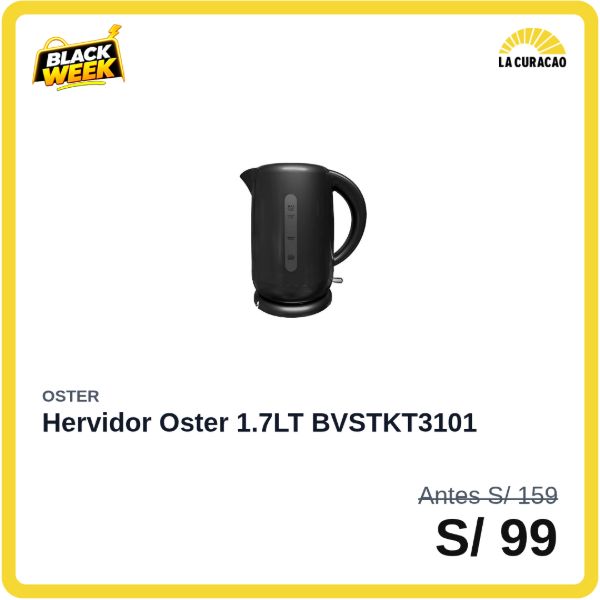 BLACK
WEEK
LA CURACAO
OSTER
Hervidor Oster 1.7LT BVSTKT3101
Antes S/ 159
S/ 99